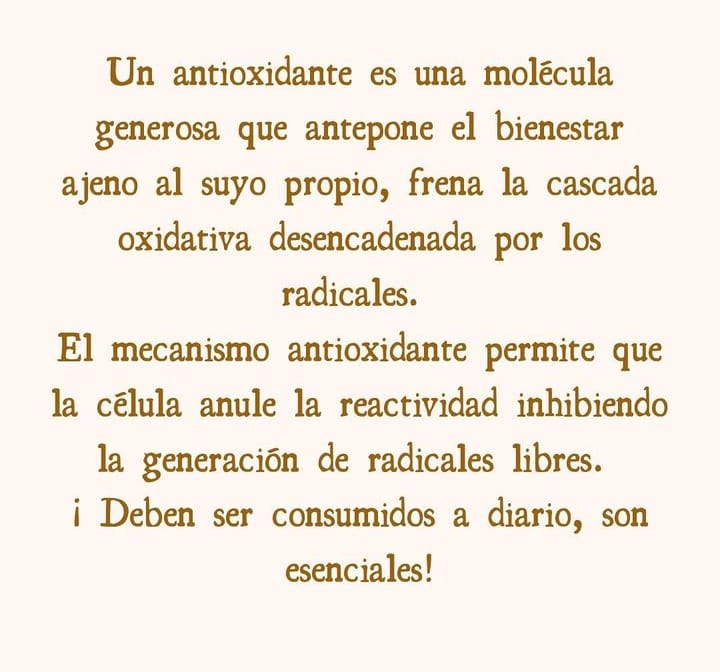 Un antioxidante es una molécula
generosa que antepone el bienestar
ajeno al suyo propio, frena la cascada
oxidativa desencadenada por los
radicales.
El mecanismo antioxidante permite que
la célula anule la reactividad inhibiendo
la generación de radicales libres.
¡ Deben ser consumidos a diario, son
esenciales!